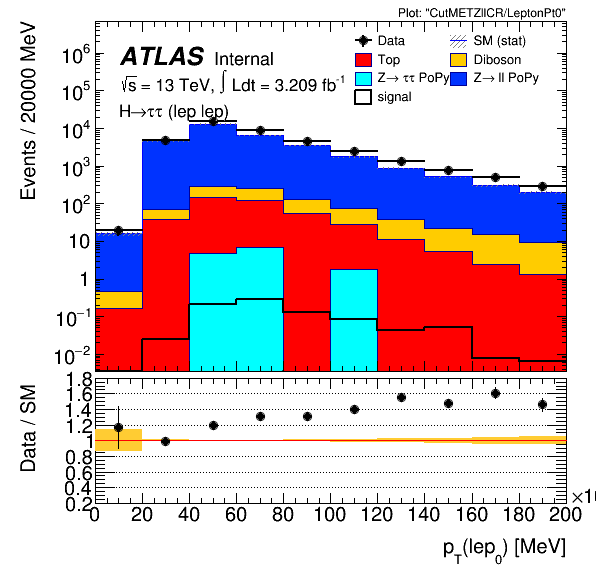 Plot: "CutMETZllCR/LeptonPt0"
ATLAS Internal
√s = 13 TeV, ∫ Ldt = 3.209 fb⁻¹
H→ττ (lep lep)
Data
SM (stat)
Top
Diboson
Z→ ττ PoPy
Z→ ll PoPy
signal
Events / 20000 MeV
10⁶
10⁵
10⁴
10³
10²
10
1
10⁻¹
10⁻²
Data / SM
1.8
1.6
1.4
1.2
1
0.8
0.6
0.4
0.2
0 20 40 60 80 100 120 140 160 180 200
p_T(lep_0) [MeV]